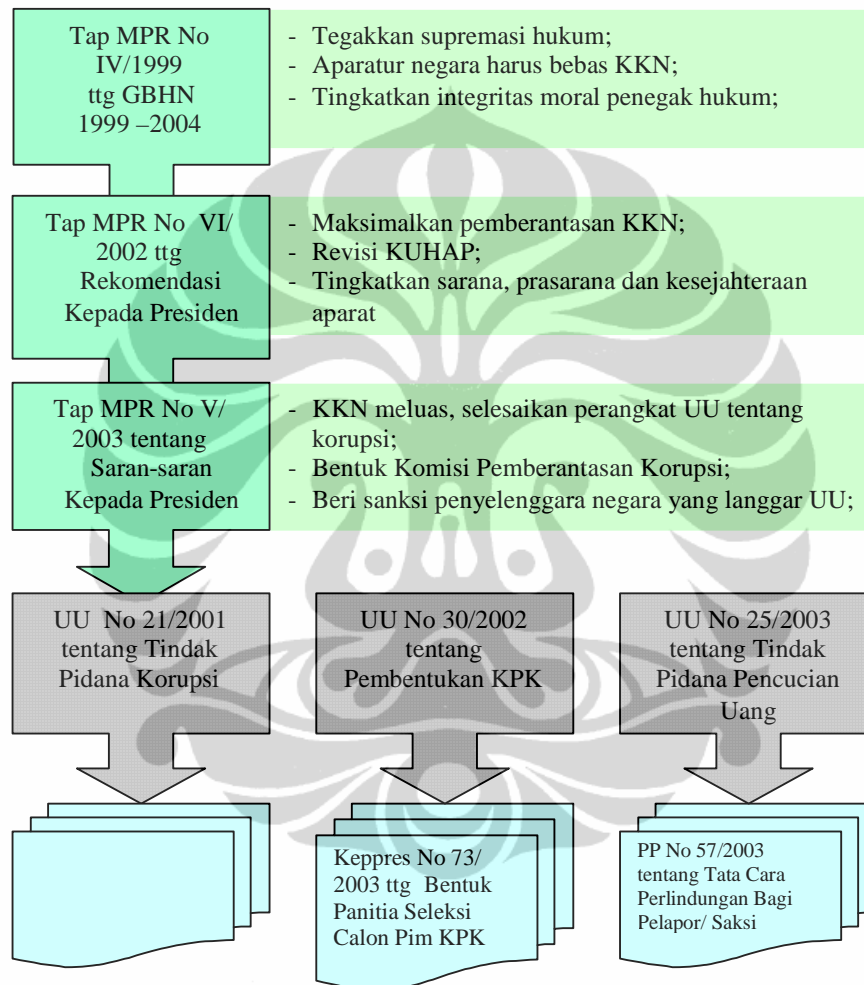 Tap MPR No
IV/1999
ttg GBHN
1999 –2004
- Tegakkan supremasi hukum;
- Aparatur negara harus bebas KKN;
- Tingkatkan integritas moral penegak hukum;
Tap MPR No VI/
2002 ttg
Rekomendasi
Kepada Presiden
- Maksimalkan pemberantasan KKN;
- Revisi KUHAP;
- Tingkatkan sarana, prasarana dan kesejahteraan
aparat
Tap MPR No V/
2003 tentang
Saran-saran
Kepada Presiden
- KKN meluas, selesaikan perangkat UU tentang
korupsi;
- Bentuk Komisi Pemberantasan Korupsi;
- Beri sanksi penyelenggara negara yang langgar UU;
UU No 21/2001
tentang Tindak
Pidana Korupsi
UU No 30/2002
tentang
Pembentukan KPK
UU No 25/2003
tentang Tindak
Pidana Pencucian
Uang
Keppres No 73/
2003 ttg Bentuk
Panitia Seleksi
Calon Pim KPK
PP No 57/2003
tentang Tata Cara
Perlindungan Bagi
Pelapor/ Saksi